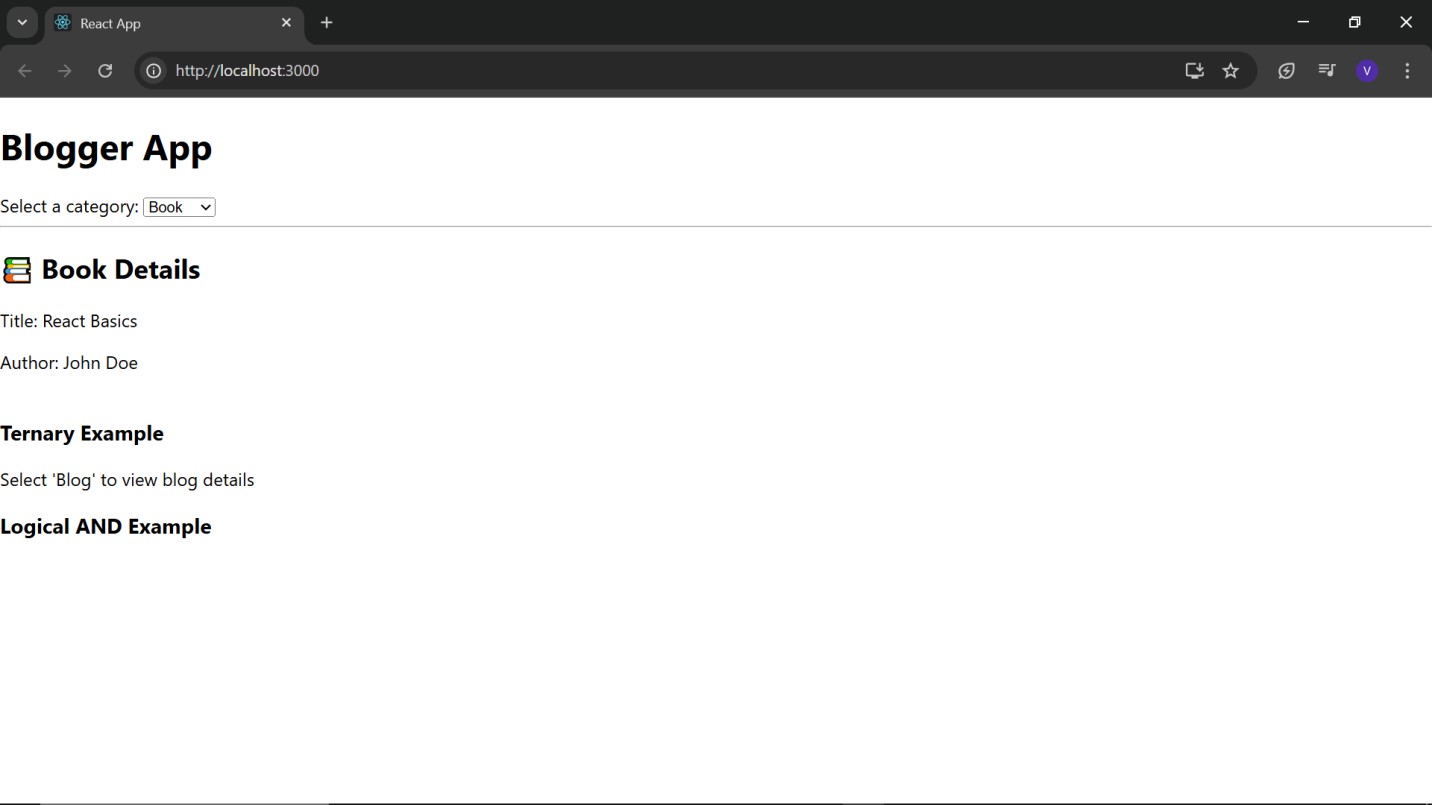 React App
http://localhost:3000
V
Blogger App
Select a category: Book
📚 Book Details
Title: React Basics
Author: John Doe
Ternary Example
Select 'Blog' to view blog details
Logical AND Example